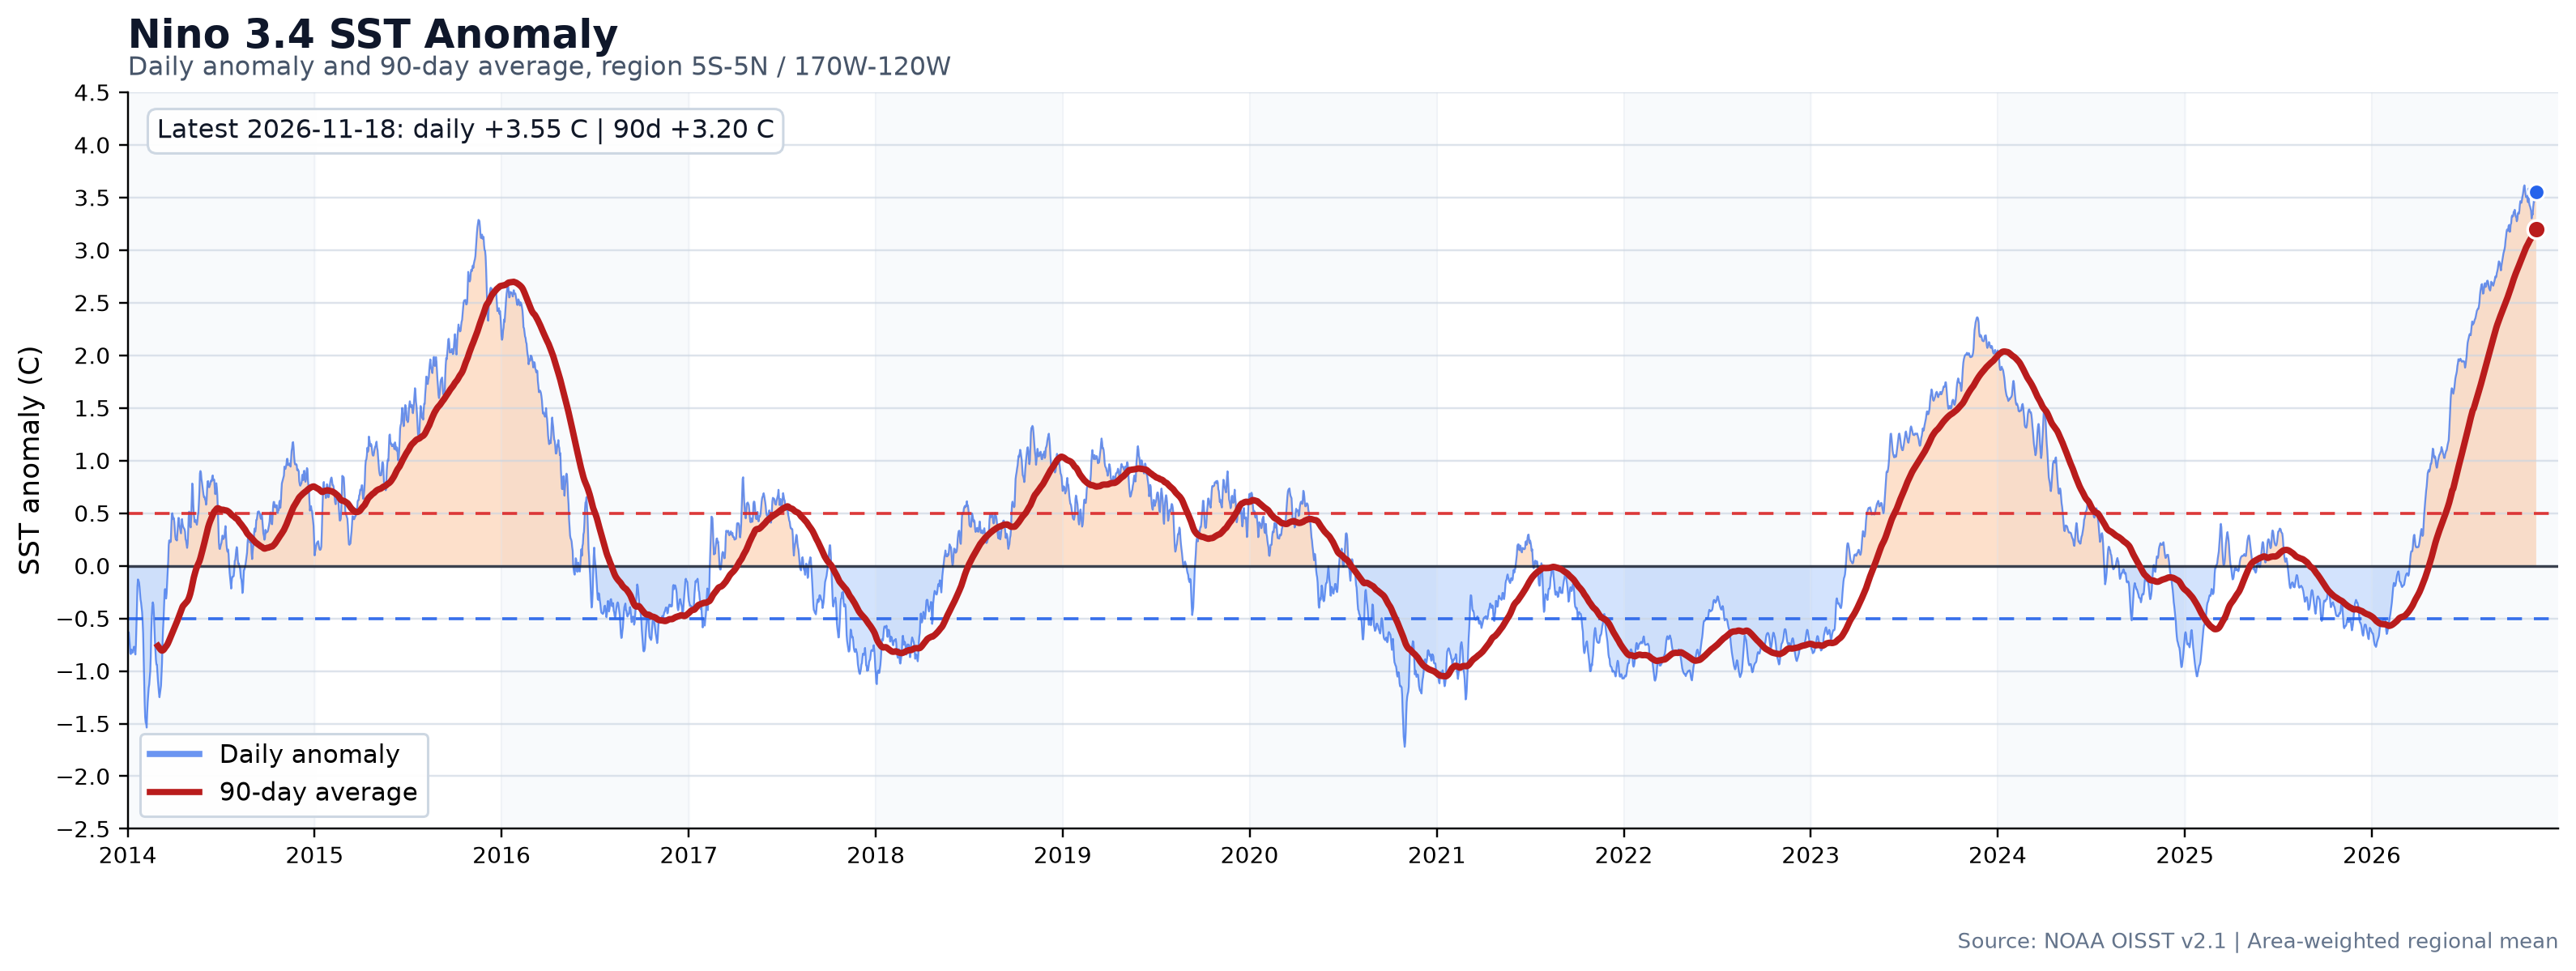 Nino 3.4 SST Anomaly
Daily anomaly and 90-day average, region 5S-5N / 170W-120W
Latest 2026-11-18: daily +3.55 C | 90d +3.20 C
SST anomaly (C)
4.5
4.0
3.5
3.0
2.5
2.0
1.5
1.0
0.5
0.0
−0.5
−1.0
−1.5
−2.0
−2.5
Daily anomaly
90-day average
2014 2015 2016 2017 2018 2019 2020 2021 2022 2023 2024 2025 2026
Source: NOAA OISST v2.1 | Area-weighted regional mean